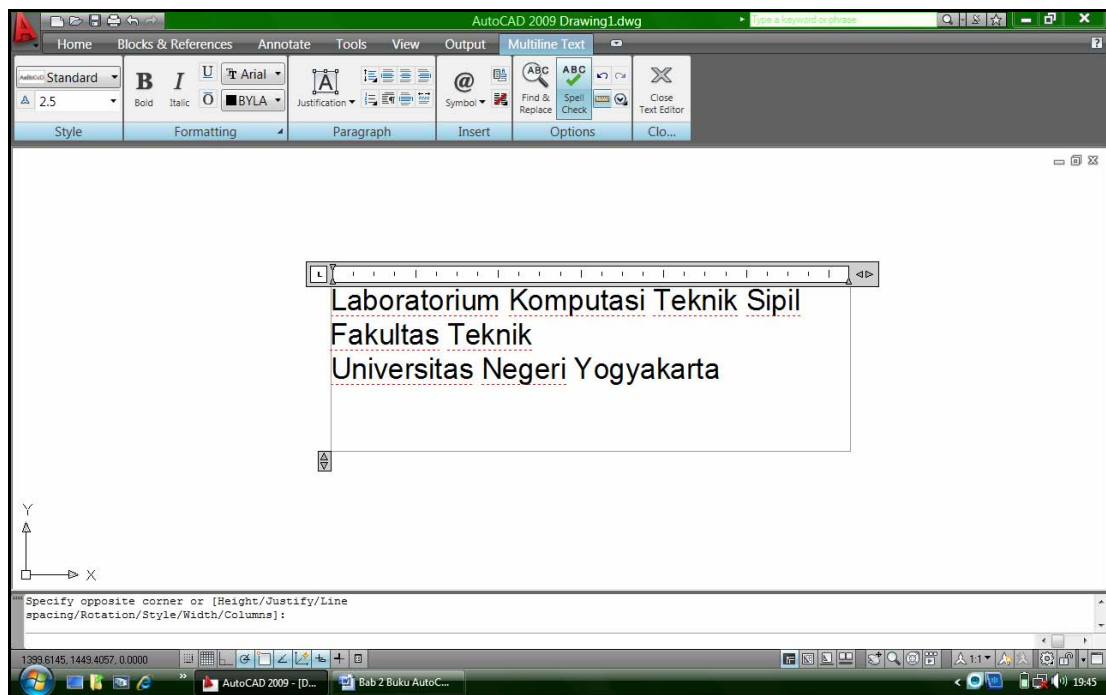 AutoCAD 2009 Drawing1.dwg
Type a keyword or phrase
Home Blocks & References Annotate Tools View Output Multiline Text
Standard
2.5
B I U Arial
Bold Italic O BYLA
Justification
@
Symbol
ABC ABC
Find & Replace
Spell Check
Close Text Editor
Style Formatting Paragraph Insert Options Clo...
L
Laboratorium Komputasi Teknik Sipil
Fakultas Teknik
Universitas Negeri Yogyakarta
Y
X
Specify opposite corner or [Height/Justify/Line
spacing/Rotation/Style/Width/Columns]:
1399.6145, 1449.4057, 0.0000 1:1
AutoCAD 2009 - [D... Bab 2 Buku AutoC... 19:45